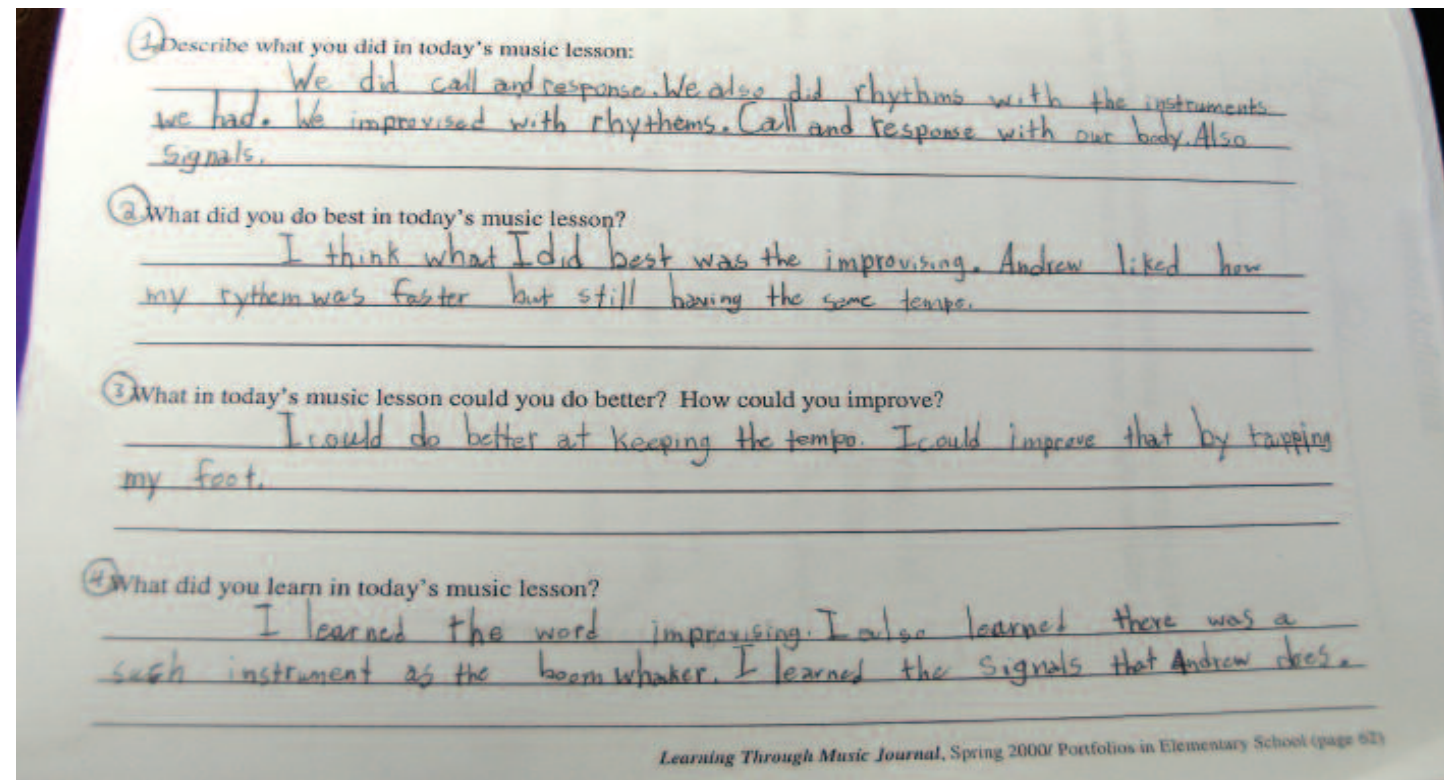 1. Describe what you did in today's music lesson:
We did call and response. We also did rhythms with the instruments
we had. We improvised with rhythems. Call and response with our body. Also
Signals.
2 What did you do best in today's music lesson?
I think what I did best was the improvising. Andrew liked how
my rythem was faster but still having the same tempo.
3 What in today's music lesson could you do better? How could you improve?
I could do better at keeping the tempo. I could improve that by tapping
my foot.
4 What did you learn in today's music lesson?
I learned the word improvising. I also learned there was a
such instrument as the boom whaker. I learned the Signals that Andrew does.
Learning Through Music Journal, Spring 2000/ Portfolios in Elementary School (page 62)